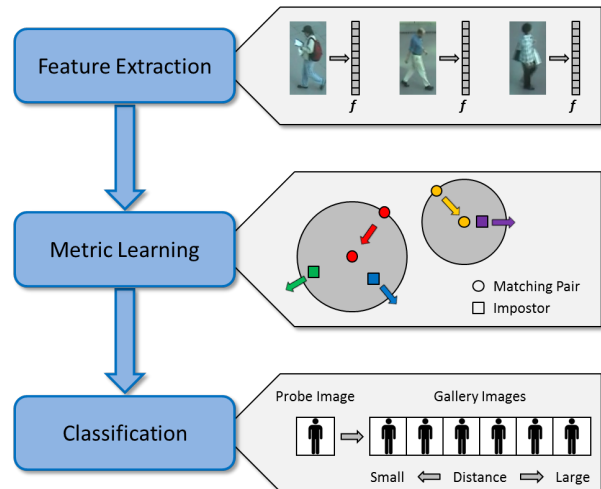 Feature Extraction
f
f
f
Metric Learning
Matching Pair
Impostor
Classification
Probe Image
Gallery Images
Small
Distance
Large